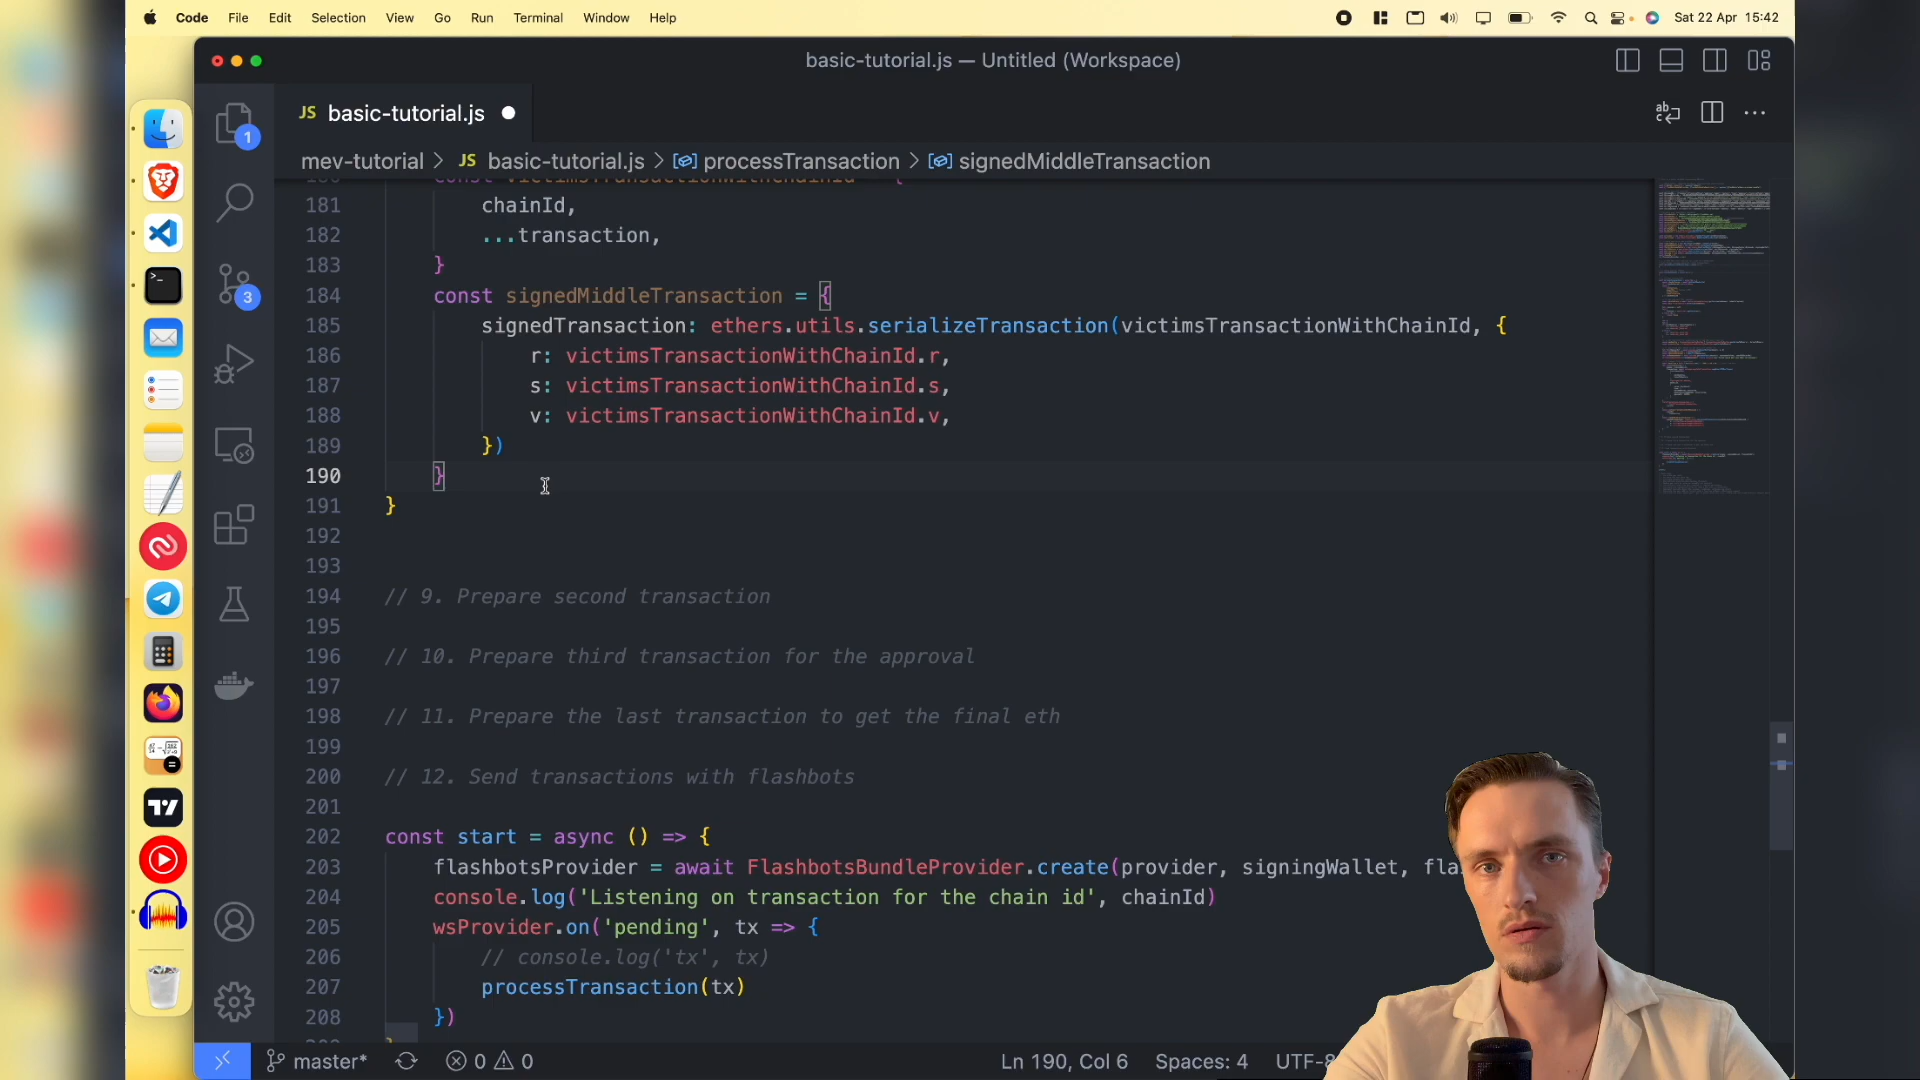 Code File Edit Selection View Go Run Terminal Window Help Sat 22 Apr 15:42
basic-tutorial.js — Untitled (Workspace)
JS basic-tutorial.js
mev-tutorial > JS basic-tutorial.js > processTransaction > signedMiddleTransaction
180 const victimsTransactionWithChainId = {
181 chainId,
182 ...transaction,
183 }
184 const signedMiddleTransaction = {
185 signedTransaction: ethers.utils.serializeTransaction(victimsTransactionWithChainId, {
186 r: victimsTransactionWithChainId.r,
187 s: victimsTransactionWithChainId.s,
188 v: victimsTransactionWithChainId.v,
189 })
190 }
191 }
192
193
194 // 9. Prepare second transaction
195
196 // 10. Prepare third transaction for the approval
197
198 // 11. Prepare the last transaction to get the final eth
199
200 // 12. Send transactions with flashbots
201
202 const start = async () => {
203 flashbotsProvider = await FlashbotsBundleProvider.create(provider, signingWallet, fla
204 console.log('Listening on transaction for the chain id', chainId)
205 wsProvider.on('pending', tx => {
206 // console.log('tx', tx)
207 processTransaction(tx)
208 })
1
3
master* 0 0 Ln 190, Col 6 Spaces: 4 UTF-8